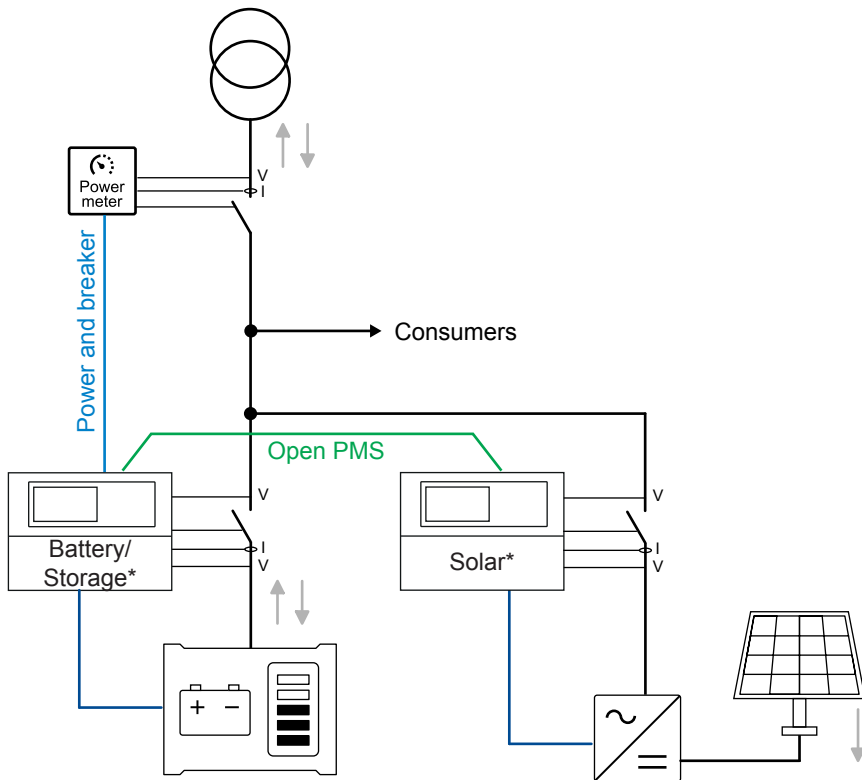 V
I
Power
meter
Power and breaker
Consumers
Open PMS
V
V
Battery/
Storage*
I
V
Solar*
I
V
+ −